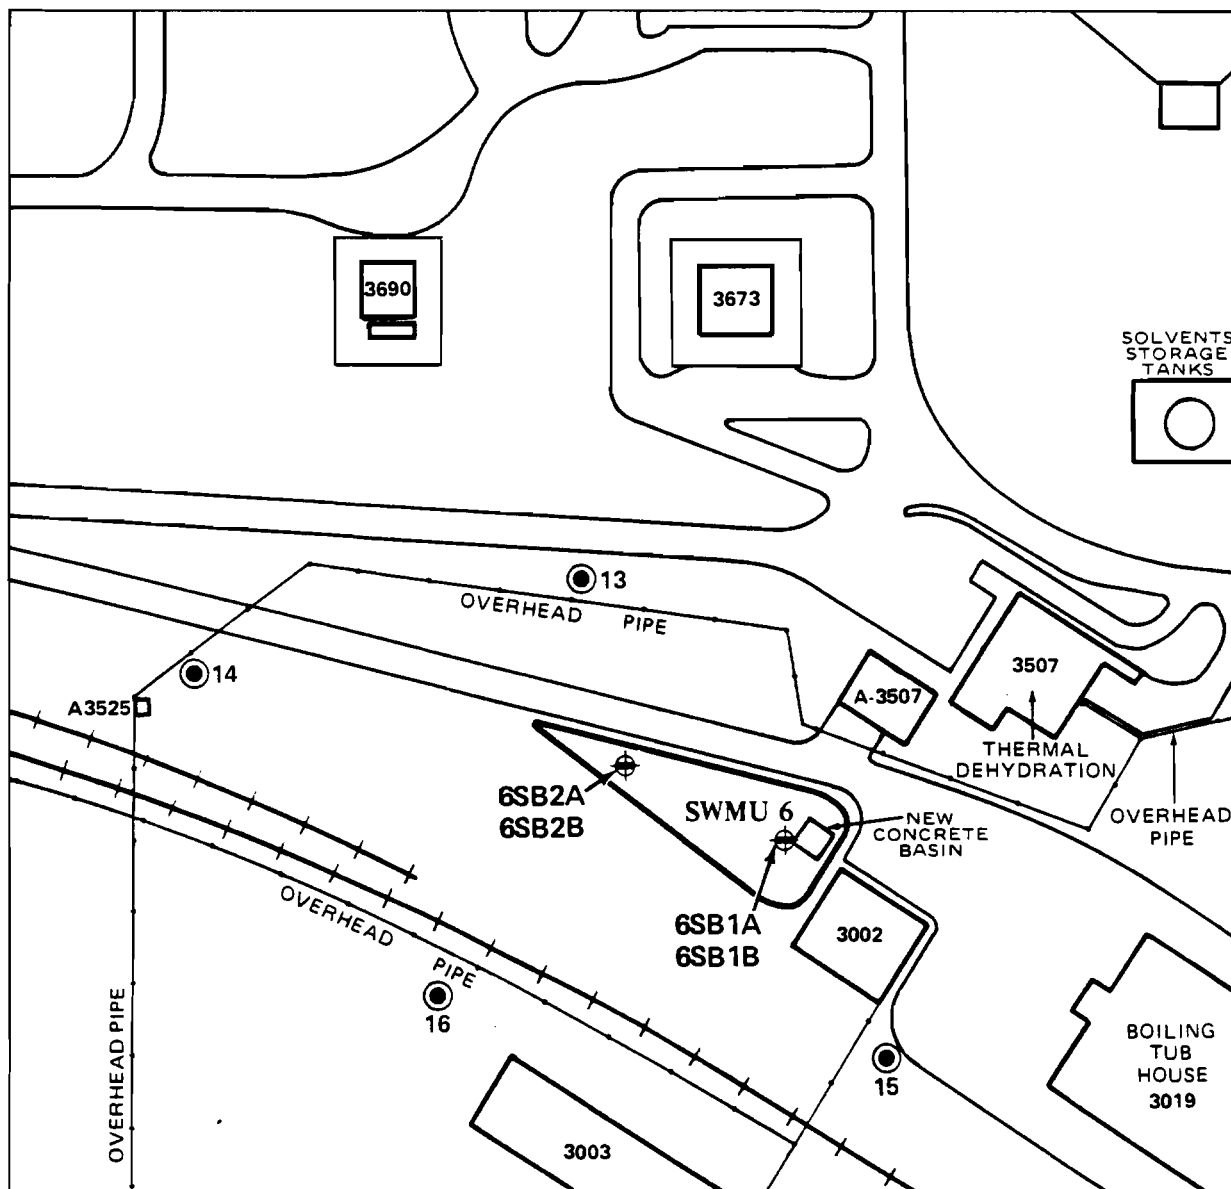 3690
3673
SOLVENTS
STORAGE
TANKS
13
OVERHEAD PIPE
14
A3525
3507
A-3507
THERMAL
DEHYDRATION
OVERHEAD
PIPE
6SB2A
6SB2B
SWMU 6
NEW
CONCRETE
BASIN
6SB1A
6SB1B
3002
OVERHEAD PIPE
16
OVERHEAD PIPE
15
BOILING
TUB
HOUSE
3019
3003